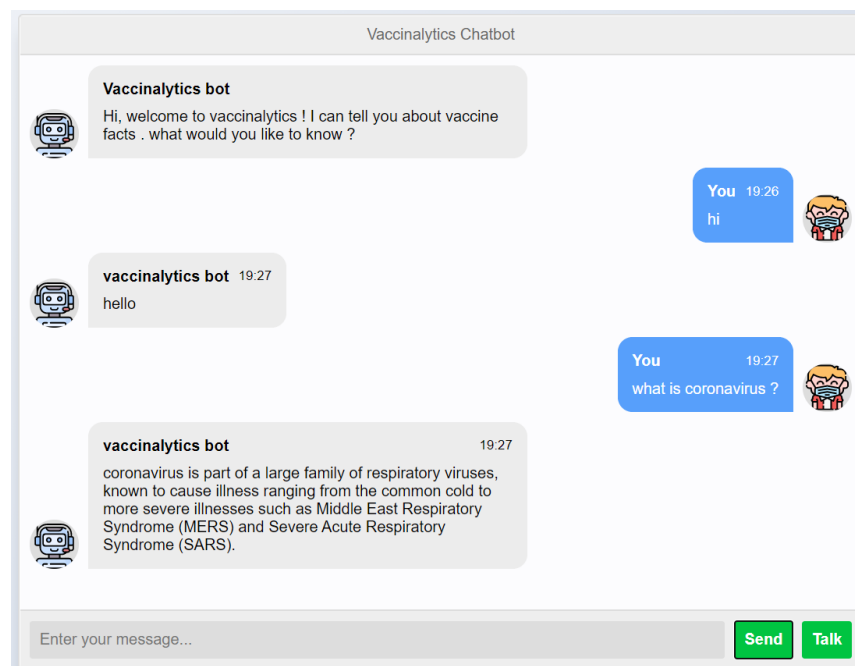 Vaccinalytics Chatbot
Vaccinalytics bot
Hi, welcome to vaccinalytics ! I can tell you about vaccine
facts . what would you like to know ?
You 19:26
hi
vaccinalytics bot 19:27
hello
You 19:27
what is coronavirus ?
vaccinalytics bot 19:27
coronavirus is part of a large family of respiratory viruses,
known to cause illness ranging from the common cold to
more severe illnesses such as Middle East Respiratory
Syndrome (MERS) and Severe Acute Respiratory
Syndrome (SARS).
Enter your message... Send Talk